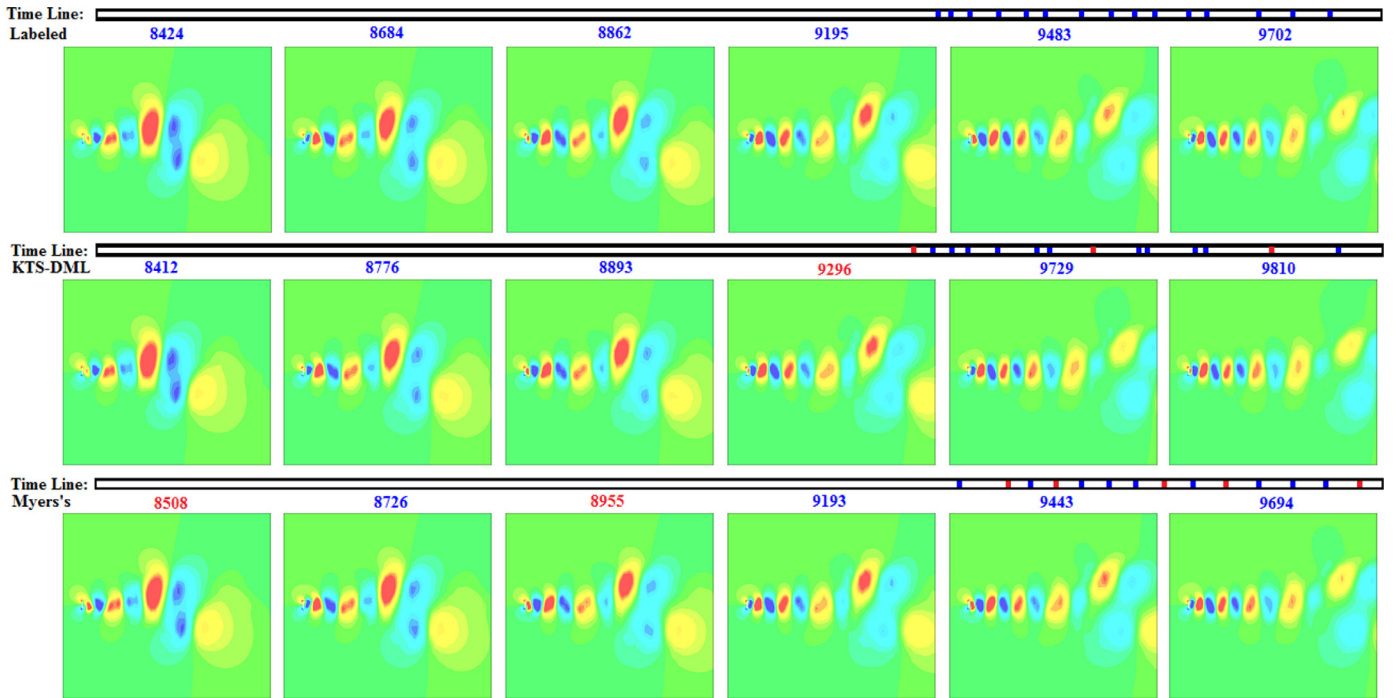 Time Line:
Labeled 8424 8684 8862 9195 9483 9702
Time Line:
KTS-DML 8412 8776 8893 9296 9729 9810
Time Line:
Myers's 8508 8726 8955 9193 9443 9694